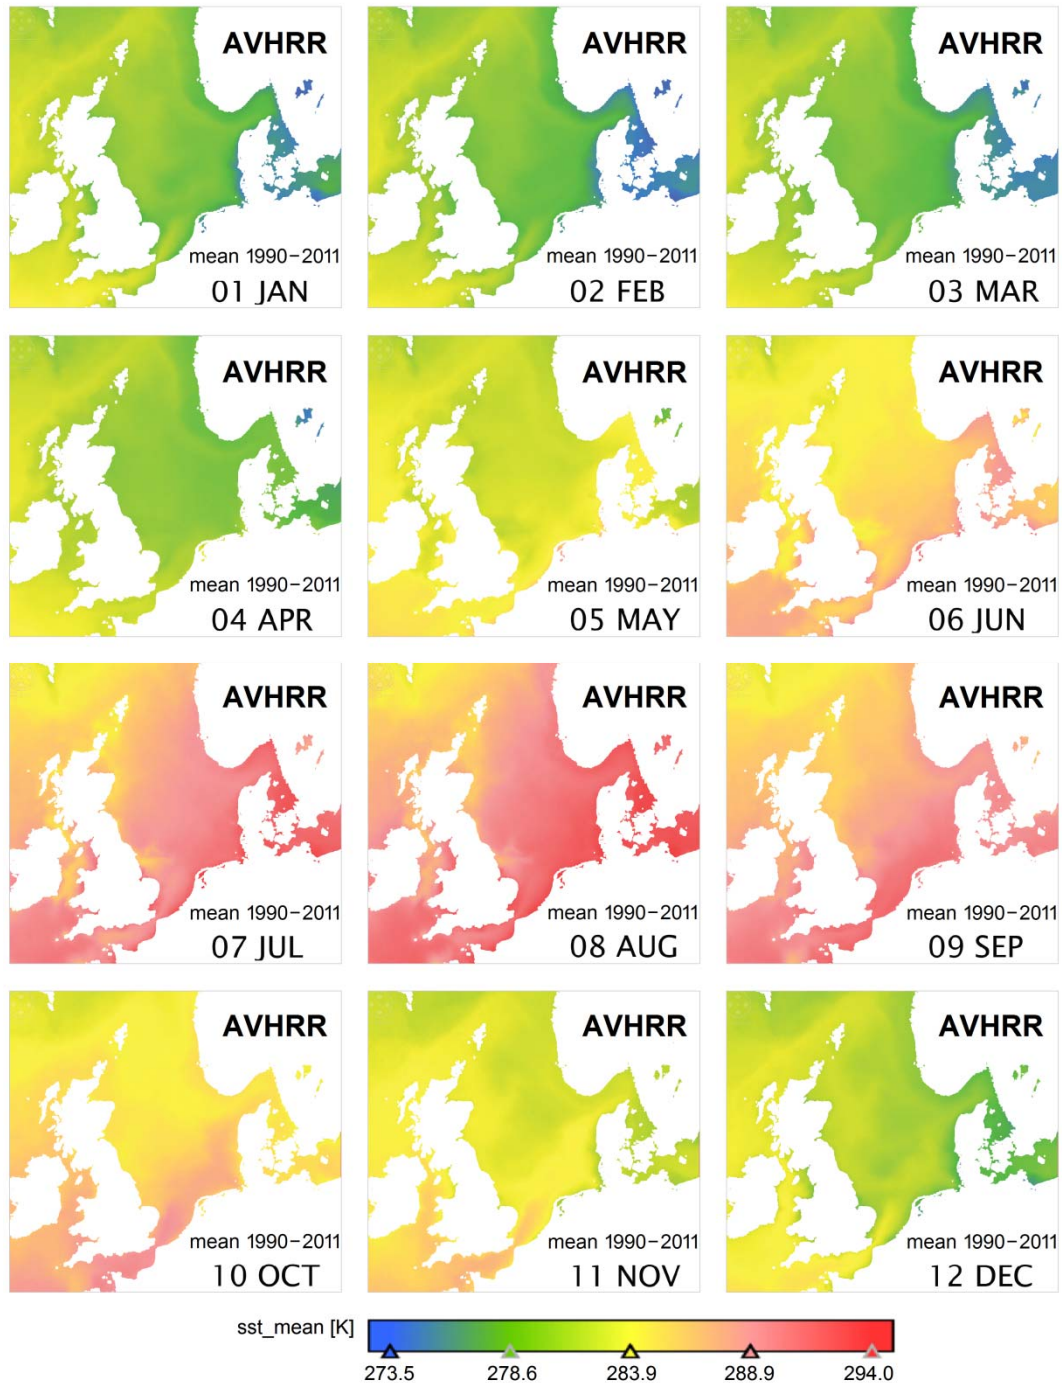 AVHRR AVHRR AVHRR
mean 1990–2011 mean 1990–2011 mean 1990–2011
01 JAN 02 FEB 03 MAR
AVHRR AVHRR AVHRR
mean 1990–2011 mean 1990–2011 mean 1990–2011
04 APR 05 MAY 06 JUN
AVHRR AVHRR AVHRR
mean 1990–2011 mean 1990–2011 mean 1990–2011
07 JUL 08 AUG 09 SEP
AVHRR AVHRR AVHRR
mean 1990–2011 mean 1990–2011 mean 1990–2011
10 OCT 11 NOV 12 DEC
sst_mean [K]
273.5 278.6 283.9 288.9 294.0